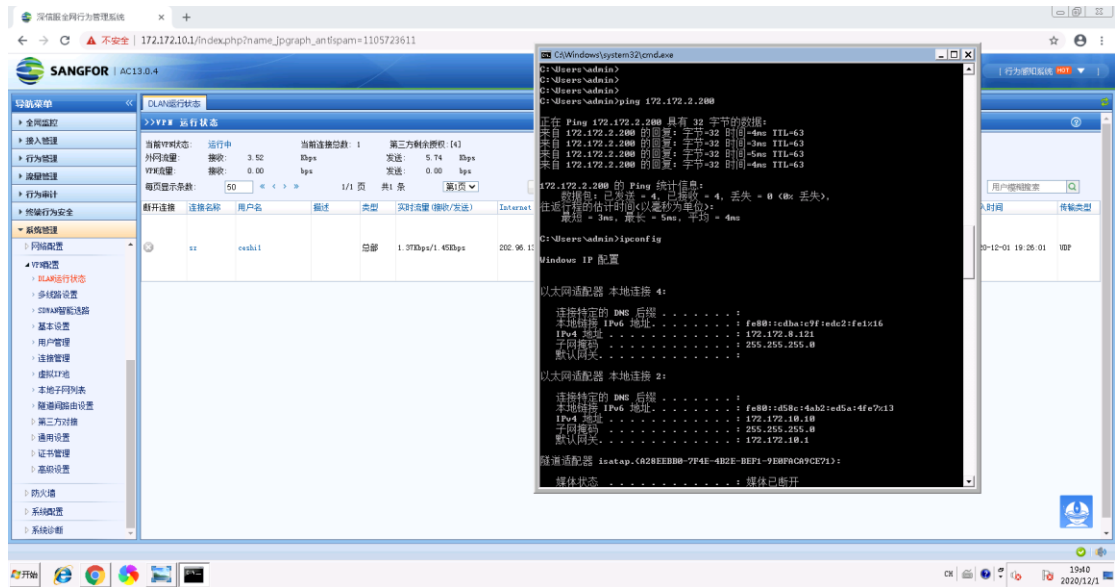 深信服全网行为管理系统
不安全 | 172.172.10.1/index.php?name_jpgraph_antispam=1105723611
SANGFOR | AC13.0.4
行为感知系统 HOT
导航菜单
DLAN运行状态
全网监控
接入管理
行为管理
流量管理
行为审计
终端行为安全
系统管理
网络配置
VPN配置
DLAN运行状态
多线路设置
SDWAN智能选路
基本设置
用户管理
连接管理
虚拟IP池
本地子网列表
隧道间路由设置
第三方对接
通用设置
证书管理
高级设置
防火墙
系统配置
系统诊断
>>VPN 运行状态
当前VPN状态: 运行中 当前连接总数: 1 第三方剩余授权:[4]
外网流量: 接收: 3.52 Kbps 发送: 5.74 Kbps
VPN流量: 接收: 0.00 bps 发送: 0.00 bps
每页显示条数: 50 « < > » 1/1 页 共1 条 第1页
用户模糊搜索
断开连接 连接名称 用户名 描述 类型 实时流量(接收/发送) Internet 入时间 传输类型
sz ceshi1 总部 1.37Kbps/1.45Kbps 202.96.13 20-12-01 19:26:01 UDP
C:\Windows\system32\cmd.exe
C:\Users\admin>
C:\Users\admin>
C:\Users\admin>
C:\Users\admin>ping 172.172.2.200
正在 Ping 172.172.2.200 具有 32 字节的数据:
来自 172.172.2.200 的回复: 字节=32 时间=4ms TTL=63
来自 172.172.2.200 的回复: 字节=32 时间=3ms TTL=63
来自 172.172.2.200 的回复: 字节=32 时间=5ms TTL=63
来自 172.172.2.200 的回复: 字节=32 时间=4ms TTL=63
172.172.2.200 的 Ping 统计信息:
数据包: 已发送 = 4, 已接收 = 4, 丢失 = 0 (0% 丢失),
往返行程的估计时间(以毫秒为单位):
最短 = 3ms, 最长 = 5ms, 平均 = 4ms
C:\Users\admin>ipconfig
Windows IP 配置
以太网适配器 本地连接 4:
连接特定的 DNS 后缀 . . . . . . . :
本地链接 IPv6 地址. . . . . . . . : fe80::cdba:c9f:edc2:fe1%16
IPv4 地址 . . . . . . . . . . . . : 172.172.8.121
子网掩码 . . . . . . . . . . . . : 255.255.255.0
默认网关. . . . . . . . . . . . . :
以太网适配器 本地连接 2:
连接特定的 DNS 后缀 . . . . . . . :
本地链接 IPv6 地址. . . . . . . . : fe80::d58c:4ab2:ed5a:4fe7%13
IPv4 地址 . . . . . . . . . . . . : 172.172.10.10
子网掩码 . . . . . . . . . . . . : 255.255.255.0
默认网关. . . . . . . . . . . . . : 172.172.10.1
隧道适配器 isatap.{A28EEBB0-7F4E-4B2E-BEF1-9E0FACA9CE71}:
媒体状态 . . . . . . . . . . . . : 媒体已断开
开始
CH
19:40
2020/12/1